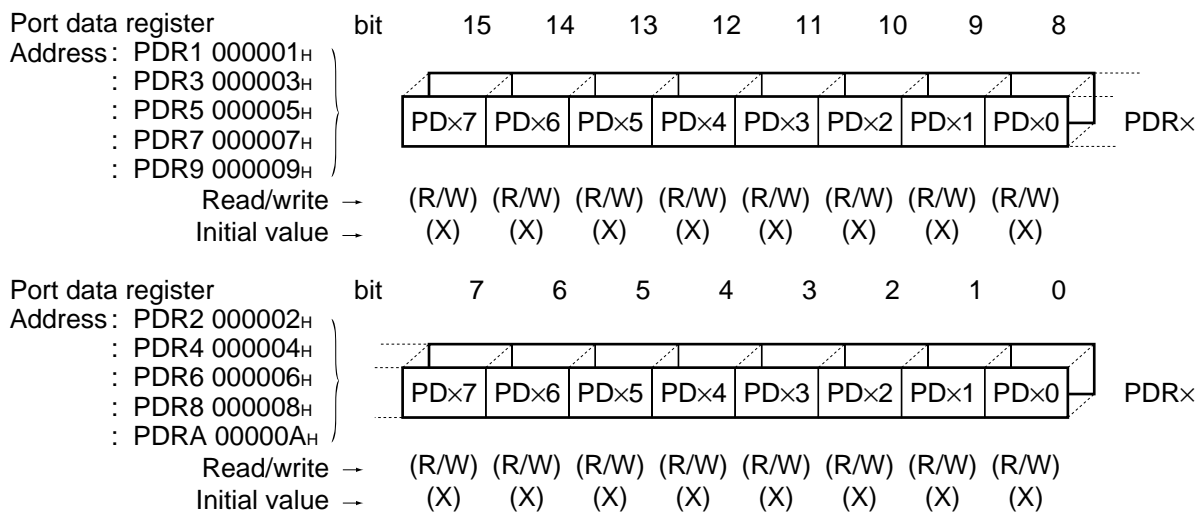 Port data register bit 15 14 13 12 11 10 9 8
Address : PDR1 000001H
: PDR3 000003H
: PDR5 000005H
: PDR7 000007H
: PDR9 000009H
PD×7 PD×6 PD×5 PD×4 PD×3 PD×2 PD×1 PD×0 PDR×
Read/write → (R/W) (R/W) (R/W) (R/W) (R/W) (R/W) (R/W) (R/W)
Initial value → (X) (X) (X) (X) (X) (X) (X) (X)
Port data register bit 7 6 5 4 3 2 1 0
Address : PDR2 000002H
: PDR4 000004H
: PDR6 000006H
: PDR8 000008H
: PDRA 00000AH
PD×7 PD×6 PD×5 PD×4 PD×3 PD×2 PD×1 PD×0 PDR×
Read/write → (R/W) (R/W) (R/W) (R/W) (R/W) (R/W) (R/W) (R/W)
Initial value → (X) (X) (X) (X) (X) (X) (X) (X)